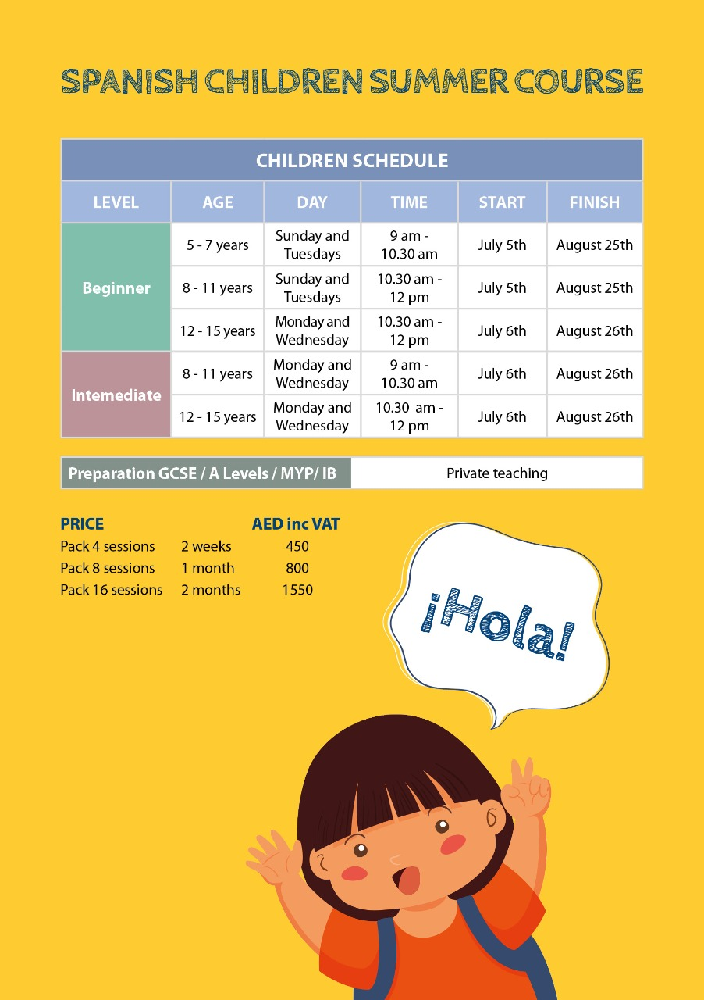 SPANISH CHILDREN SUMMER COURSE
CHILDREN SCHEDULE
LEVEL AGE DAY TIME START FINISH
Beginner
5 - 7 years
Sunday and
Tuesdays
9 am -
10.30 am
July 5th
August 25th
8 - 11 years
Sunday and
Tuesdays
10.30 am -
12 pm
July 5th
August 25th
12 - 15 years
Monday and
Wednesday
10.30 am -
12 pm
July 6th
August 26th
Intemediate
8 - 11 years
Monday and
Wednesday
9 am -
10.30 am
July 6th
August 26th
12 - 15 years
Monday and
Wednesday
10.30 am -
12 pm
July 6th
August 26th
Preparation GCSE / A Levels / MYP/ IB Private teaching
PRICE AED inc VAT
Pack 4 sessions 2 weeks 450
Pack 8 sessions 1 month 800
Pack 16 sessions 2 months 1550
¡Hola!